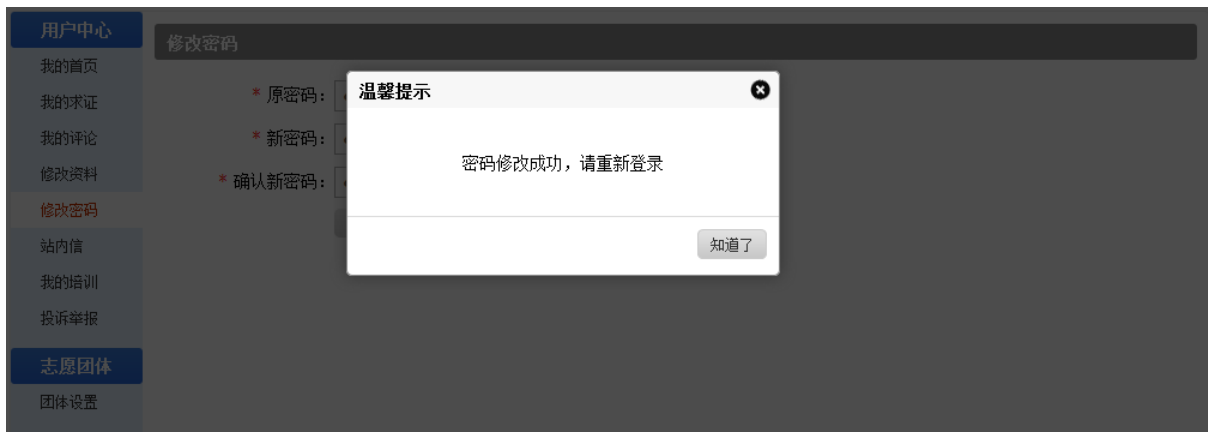 用户中心
我的首页
我的求证
我的评论
修改资料
修改密码
站内信
我的培训
投诉举报
志愿团体
团体设置
修改密码
* 原密码：
* 新密码：
* 确认新密码：
温馨提示
密码修改成功，请重新登录
知道了